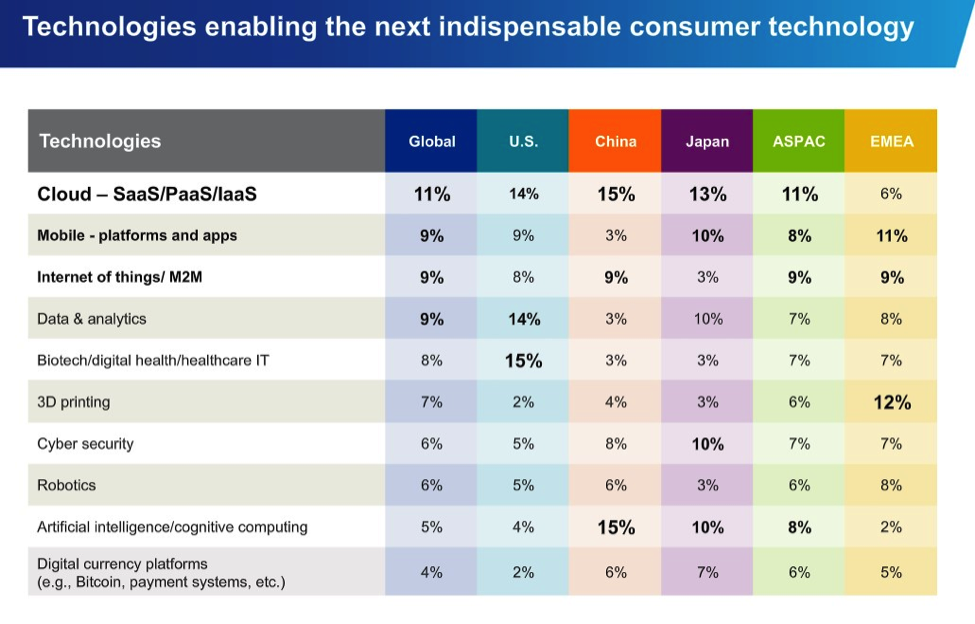 Technologies enabling the next indispensable consumer technology
Technologies Global U.S. China Japan ASPAC EMEA
Cloud – SaaS/PaaS/IaaS 11% 14% 15% 13% 11% 6%
Mobile - platforms and apps 9% 9% 3% 10% 8% 11%
Internet of things/ M2M 9% 8% 9% 3% 9% 9%
Data & analytics 9% 14% 3% 10% 7% 8%
Biotech/digital health/healthcare IT 8% 15% 3% 3% 7% 7%
3D printing 7% 2% 4% 3% 6% 12%
Cyber security 6% 5% 8% 10% 7% 7%
Robotics 6% 5% 6% 3% 6% 8%
Artificial intelligence/cognitive computing 5% 4% 15% 10% 8% 2%
Digital currency platforms
(e.g., Bitcoin, payment systems, etc.) 4% 2% 6% 7% 6% 5%